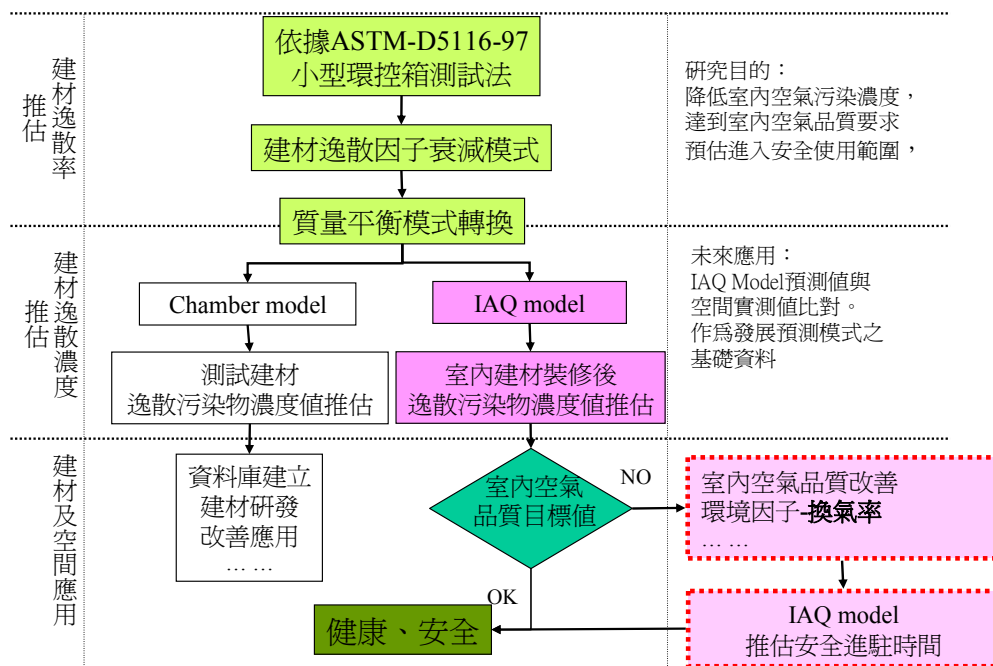 建材逸散率
推估
依據ASTM-D5116-97
小型環控箱測試法
建材逸散因子衰減模式
質量平衡模式轉換
研究目的：
降低室內空氣污染濃度，
達到室內空氣品質要求
預估進入安全使用範圍，
建材逸散濃度
推估
Chamber model
IAQ model
測試建材
逸散污染物濃度值推估
室內建材裝修後
逸散污染物濃度值推估
未來應用：
IAQ Model預測值與
空間實測值比對。
作為發展預測模式之
基礎資料
建材及空間應用
資料庫建立
建材研發
改善應用
… …
室內空氣
品質目標值
NO
室內空氣品質改善
環境因子-換氣率
… …
OK
健康、安全
IAQ model
推估安全進駐時間